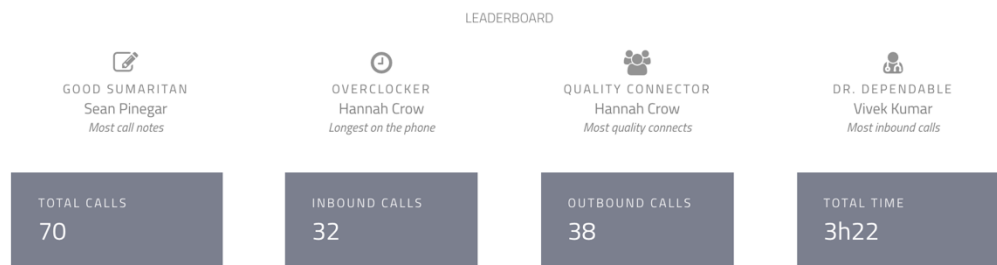 LEADERBOARD
GOOD SUMARITAN
Sean Pinegar
Most call notes
OVERCLOCKER
Hannah Crow
Longest on the phone
QUALITY CONNECTOR
Hannah Crow
Most quality connects
DR. DEPENDABLE
Vivek Kumar
Most inbound calls
TOTAL CALLS
70
INBOUND CALLS
32
OUTBOUND CALLS
38
TOTAL TIME
3h22